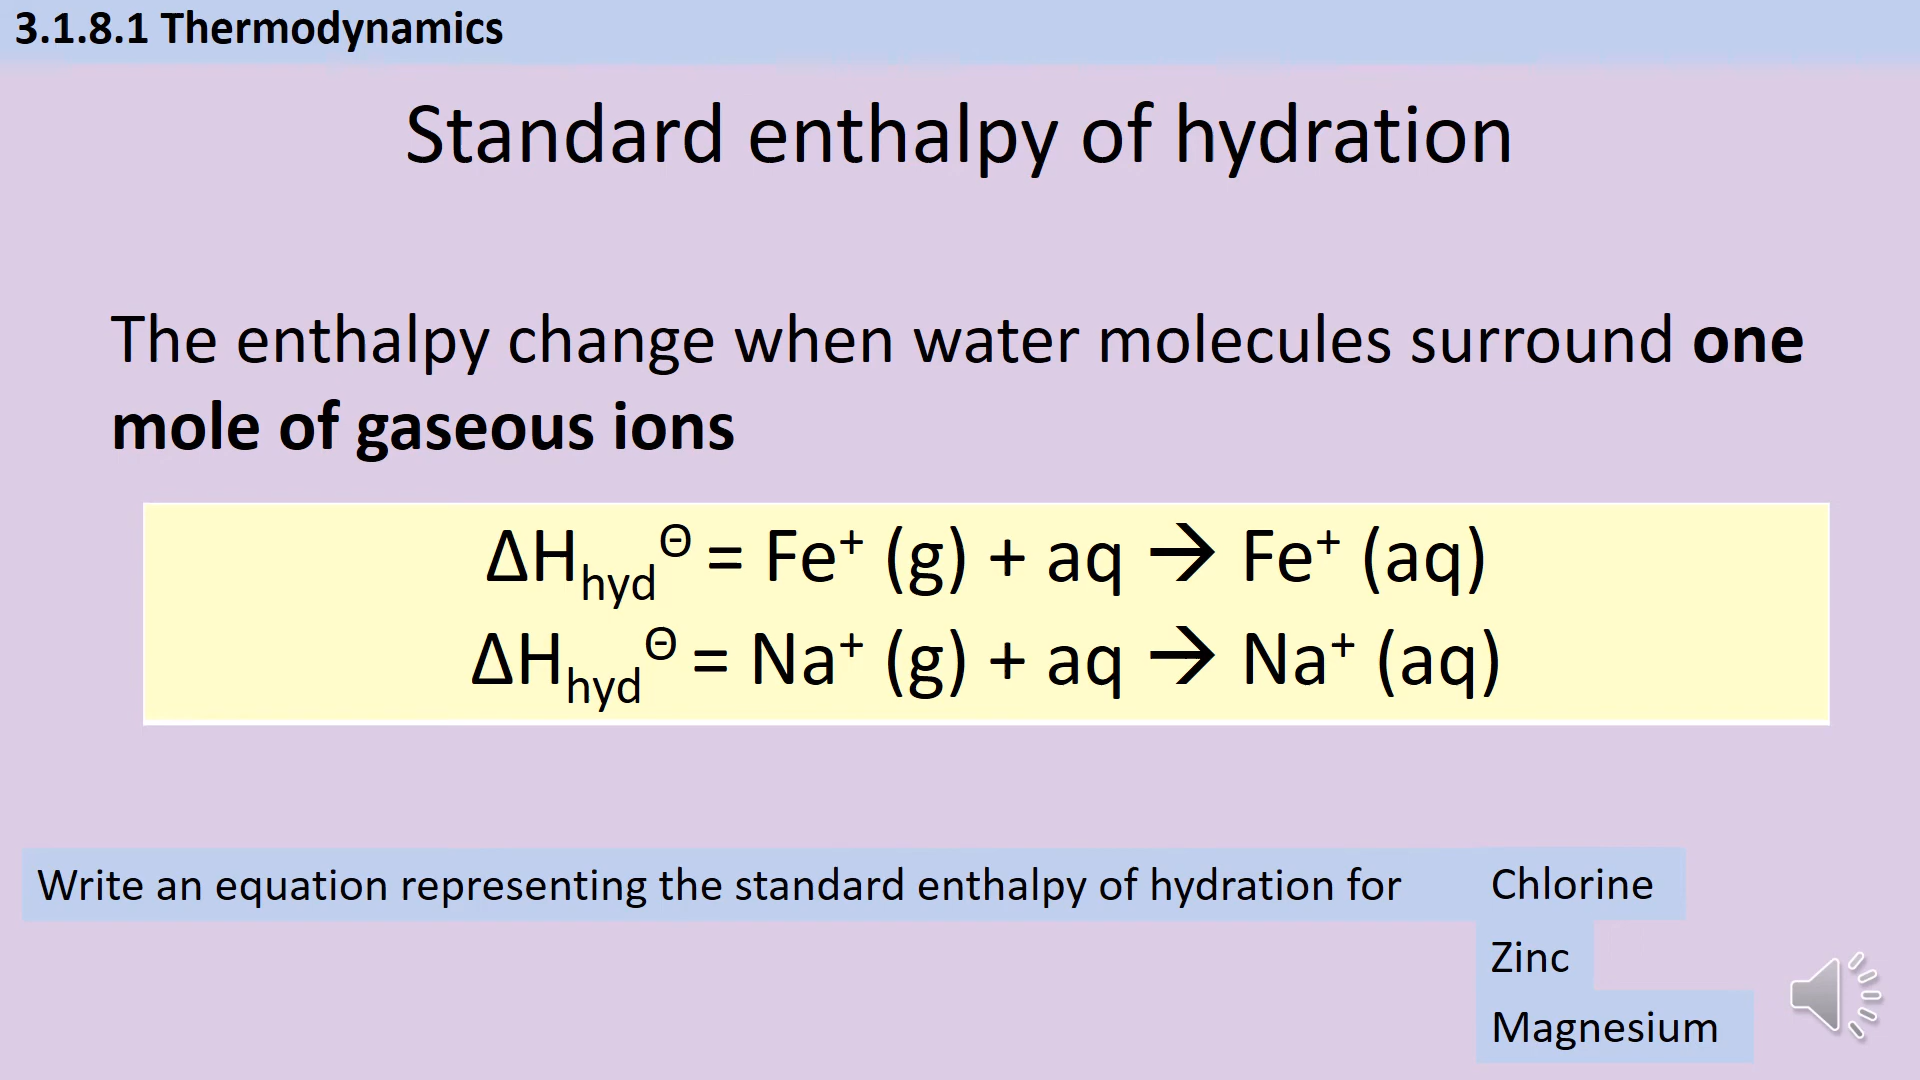 3.1.8.1 Thermodynamics
Standard enthalpy of hydration
The enthalpy change when water molecules surround one
mole of gaseous ions
ΔH_hyd^Θ = Fe⁺ (g) + aq → Fe⁺ (aq)
ΔH_hyd^Θ = Na⁺ (g) + aq → Na⁺ (aq)
Write an equation representing the standard enthalpy of hydration for Chlorine
Zinc
Magnesium